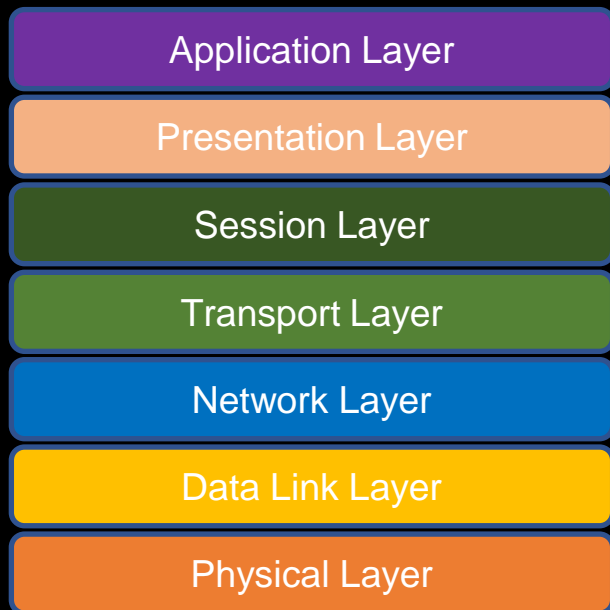 Application Layer
Presentation Layer
Session Layer
Transport Layer
Network Layer
Data Link Layer
Physical Layer